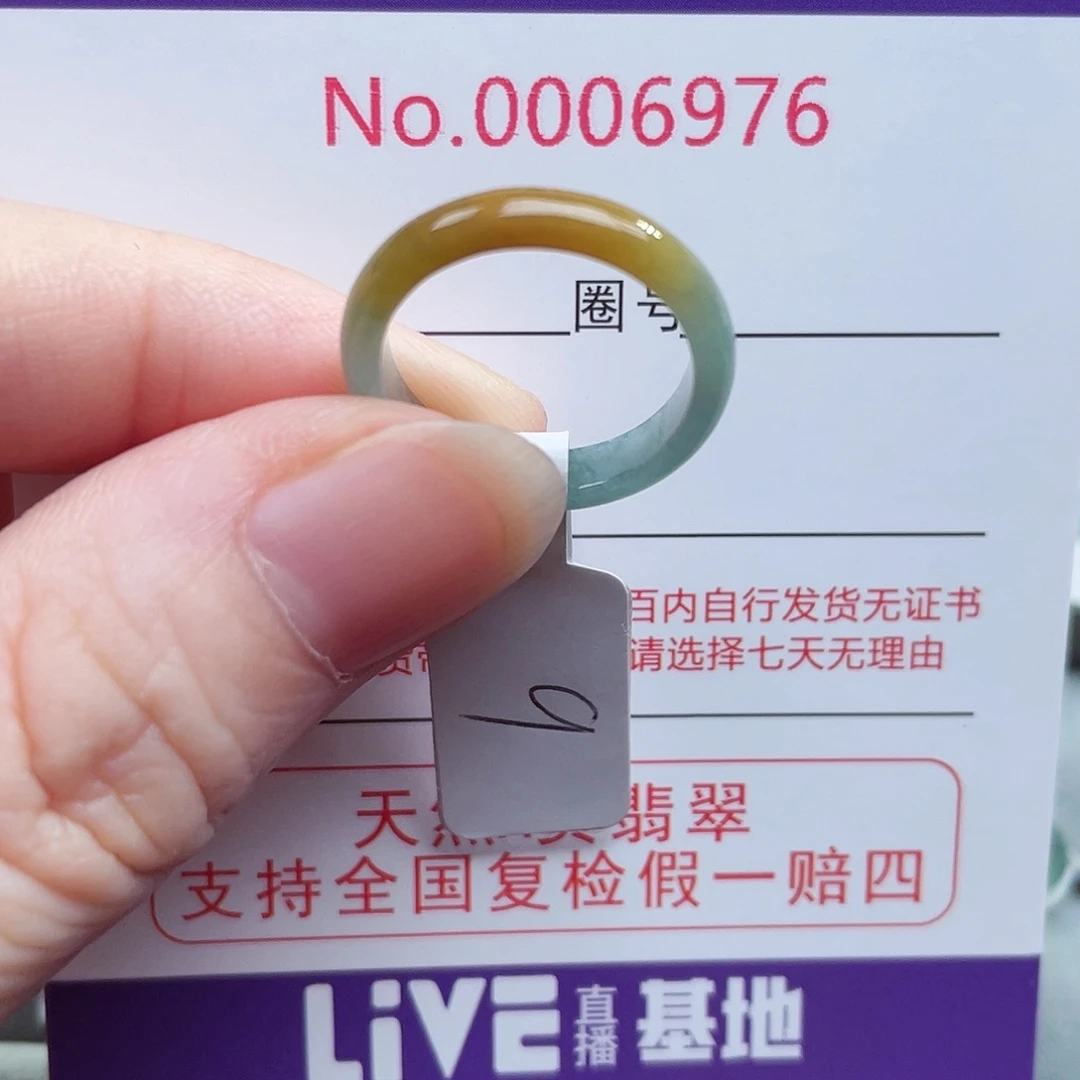 No.0006976
圈号
百内自行发货无证书
请选择七天无理由
9
天然 翡翠
支持全国复检假一赔四
LiVE直播基地